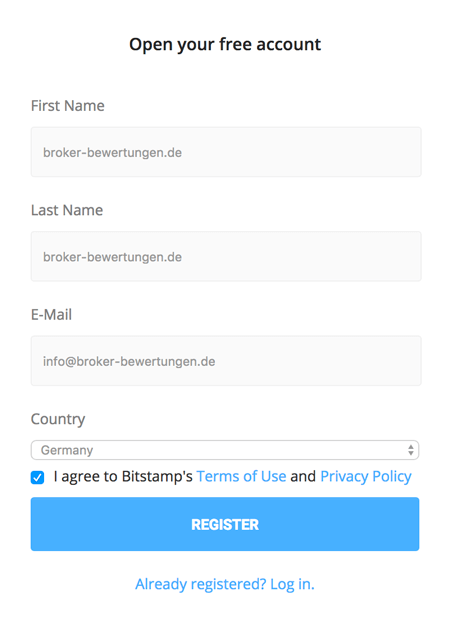 Open your free account
First Name
broker-bewertungen.de
Last Name
broker-bewertungen.de
E-Mail
info@broker-bewertungen.de
Country
Germany
I agree to Bitstamp's Terms of Use and Privacy Policy
REGISTER
Already registered? Log in.